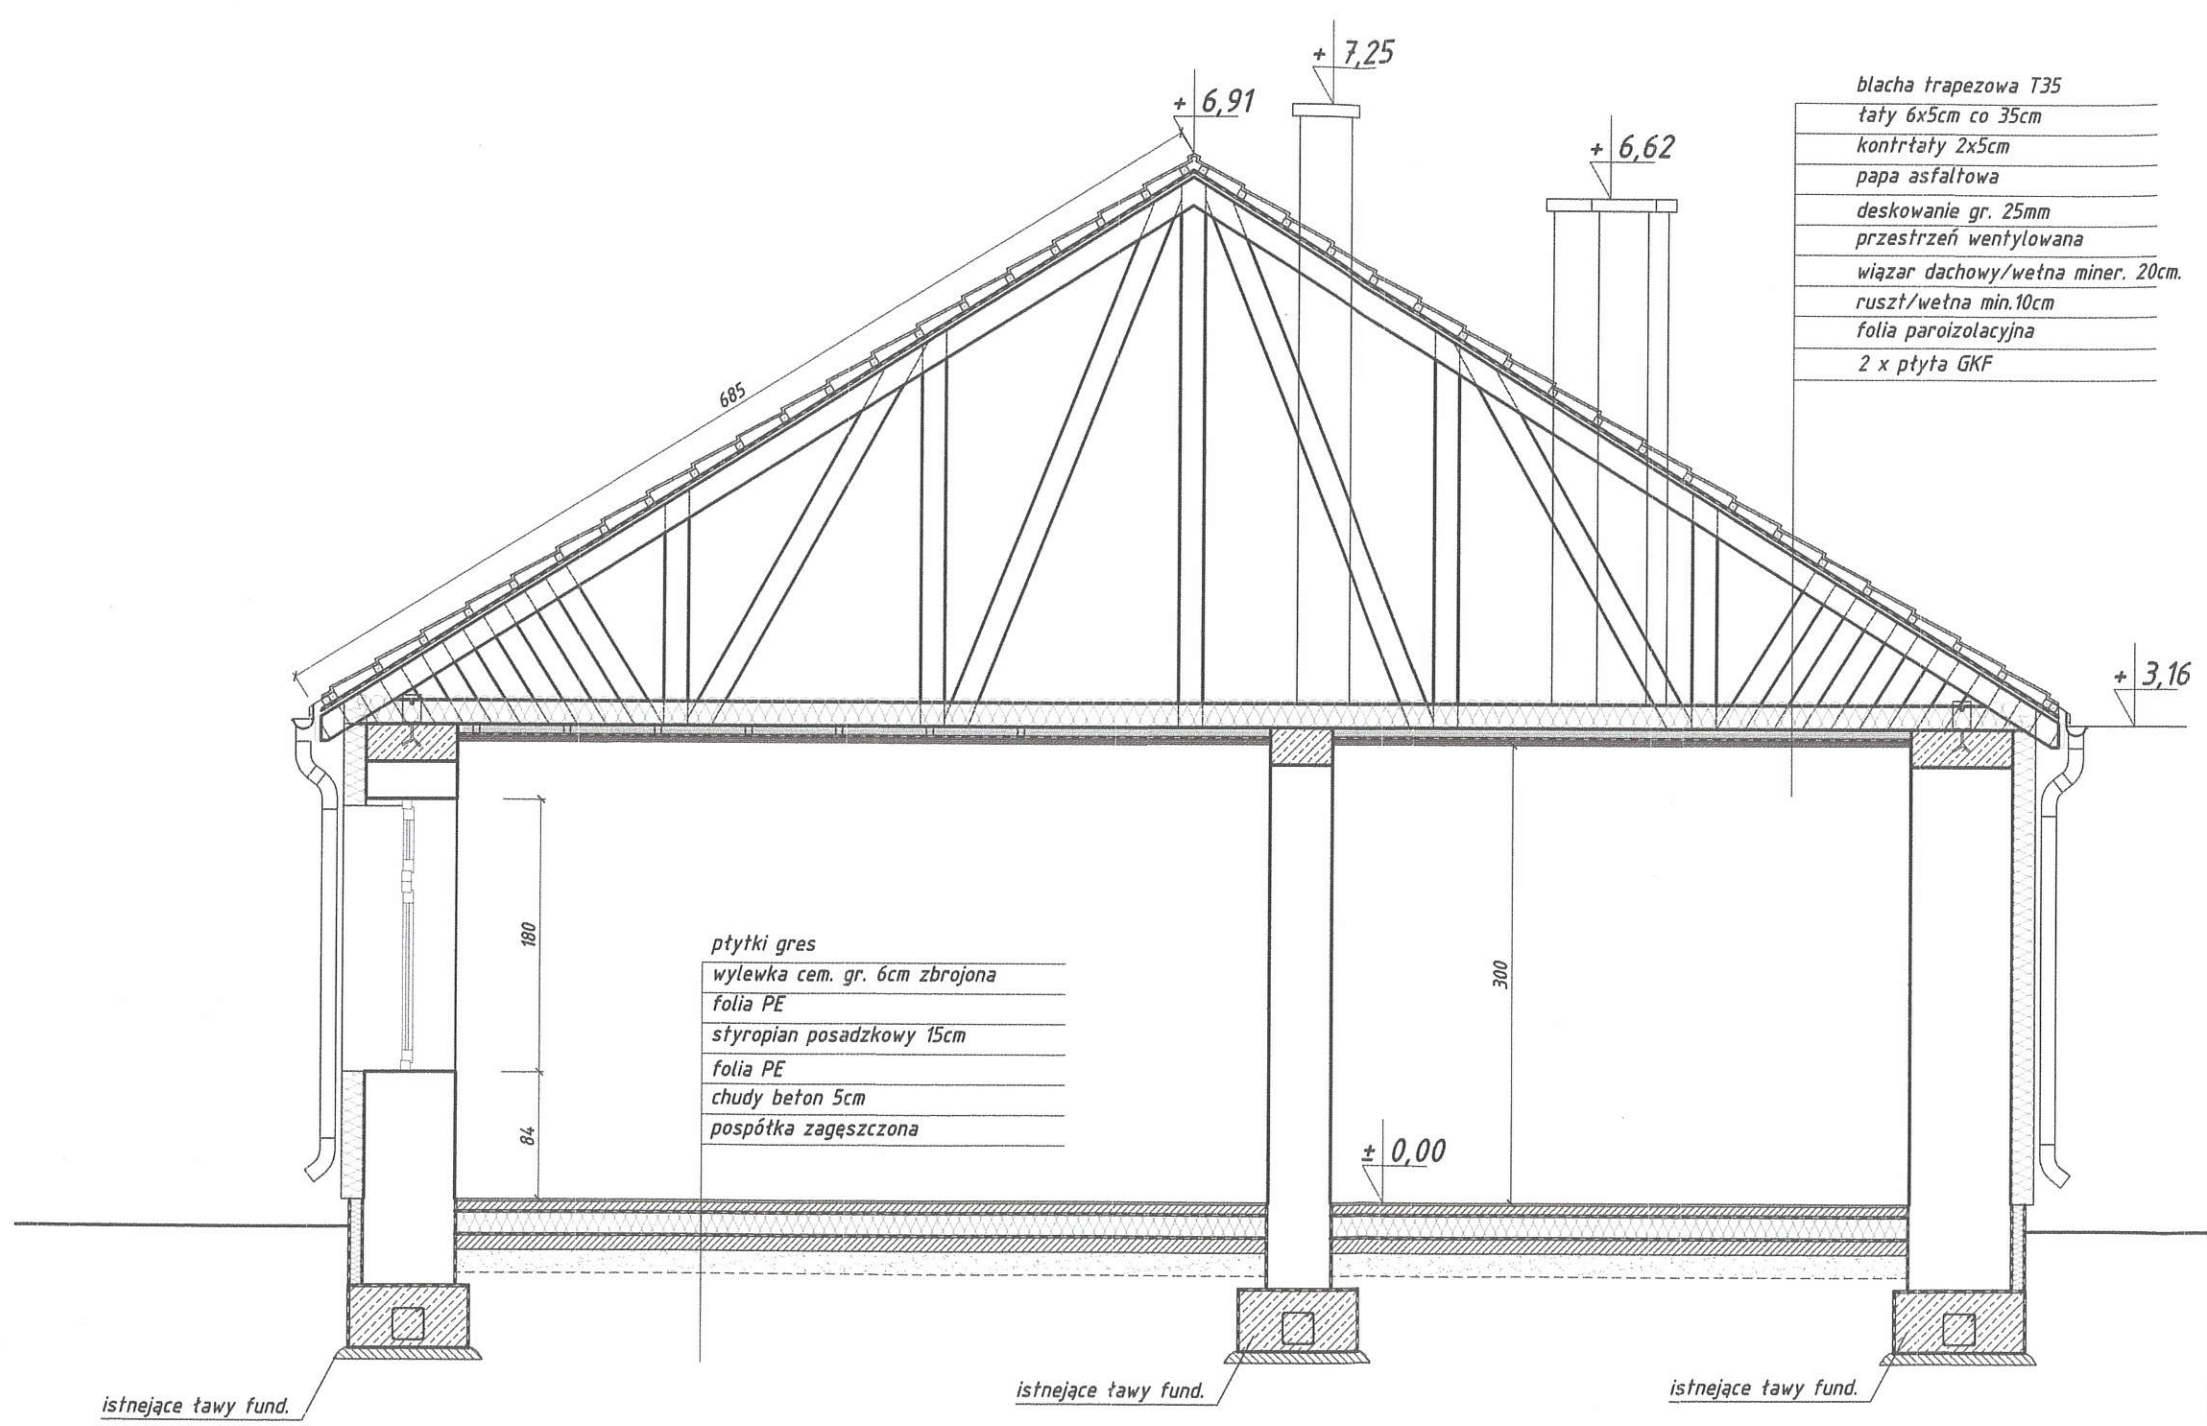 + 7,25
+ 6,91
+ 6,62
blacha trapezowa T35
łaty 6x5cm co 35cm
kontrłaty 2x5cm
papa asfaltowa
deskowanie gr. 25mm
przestrzeń wentylowana
wiązar dachowy/wełna miner. 20cm.
ruszt/wełna min.10cm
folia paroizolacyjna
2 x płyta GKF
685
+ 3,16
180
84
300
płytki gres
wylewka cem. gr. 6cm zbrojona
folia PE
styropian posadzkowy 15cm
folia PE
chudy beton 5cm
pospółka zagęszczona
± 0,00
istnejące ławy fund.
istnejące ławy fund.
istnejące ławy fund.